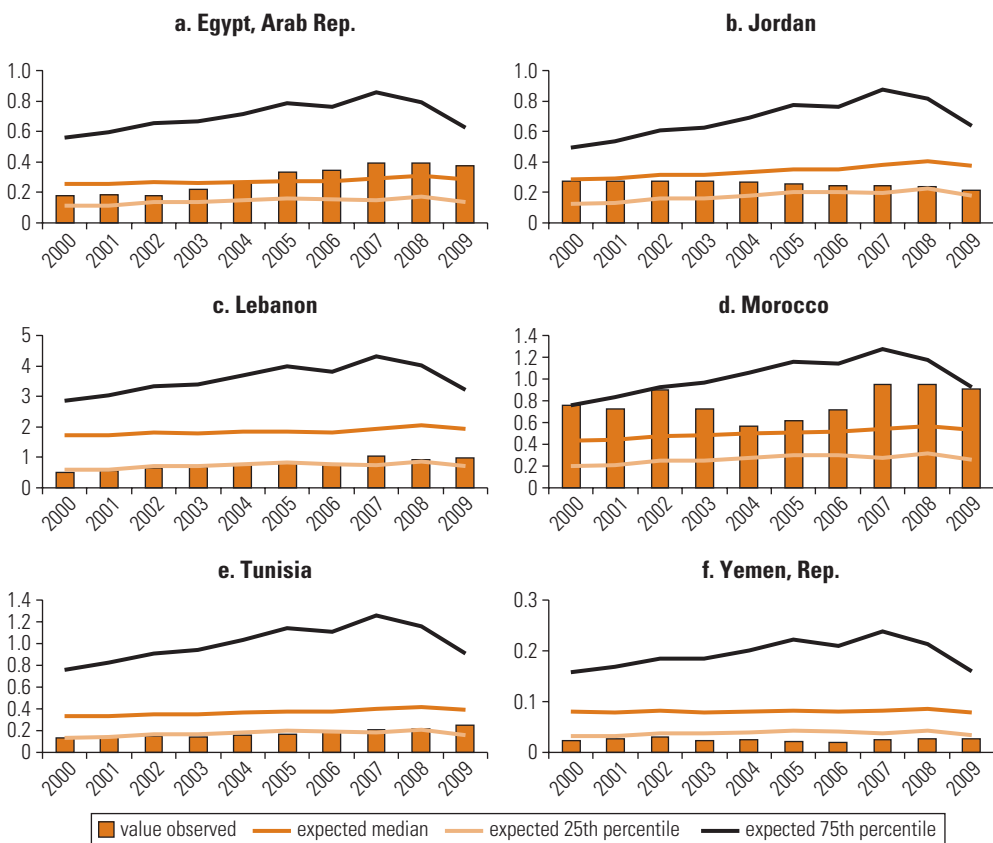 a. Egypt, Arab Rep.
1.0
0.8
0.6
0.4
0.2
0
2000 2001 2002 2003 2004 2005 2006 2007 2008 2009
b. Jordan
1.0
0.8
0.6
0.4
0.2
0
2000 2001 2002 2003 2004 2005 2006 2007 2008 2009
c. Lebanon
5
4
3
2
1
0
2000 2001 2002 2003 2004 2005 2006 2007 2008 2009
d. Morocco
1.4
1.2
1.0
0.8
0.6
0.4
0.2
0
2000 2001 2002 2003 2004 2005 2006 2007 2008 2009
e. Tunisia
1.4
1.2
1.0
0.8
0.6
0.4
0.2
0
2000 2001 2002 2003 2004 2005 2006 2007 2008 2009
f. Yemen, Rep.
0.3
0.2
0.1
0
2000 2001 2002 2003 2004 2005 2006 2007 2008 2009
value observed expected median expected 25th percentile expected 75th percentile